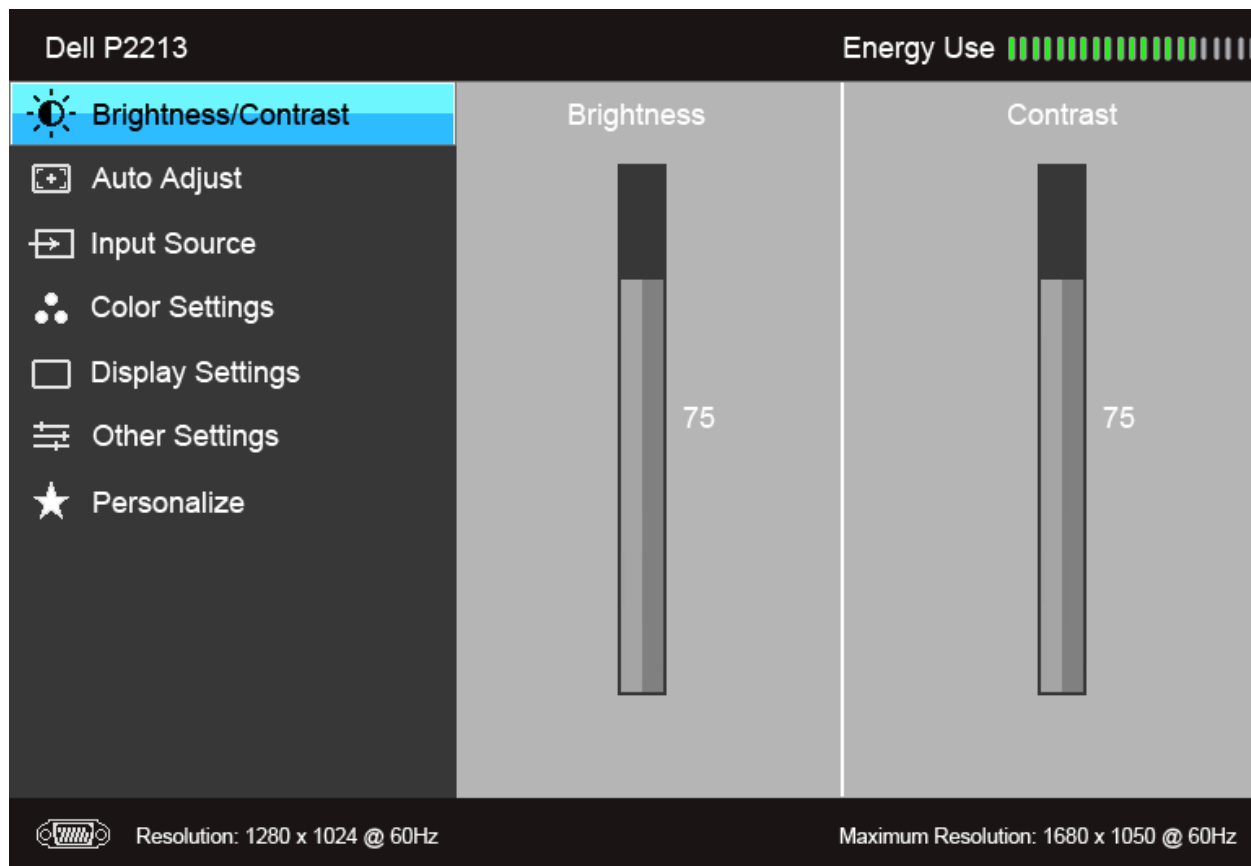 Dell P2213
Energy Use
Brightness/Contrast
Auto Adjust
Input Source
Color Settings
Display Settings
Other Settings
Personalize
Brightness
75
Contrast
75
Resolution: 1280 x 1024 @ 60Hz
Maximum Resolution: 1680 x 1050 @ 60Hz